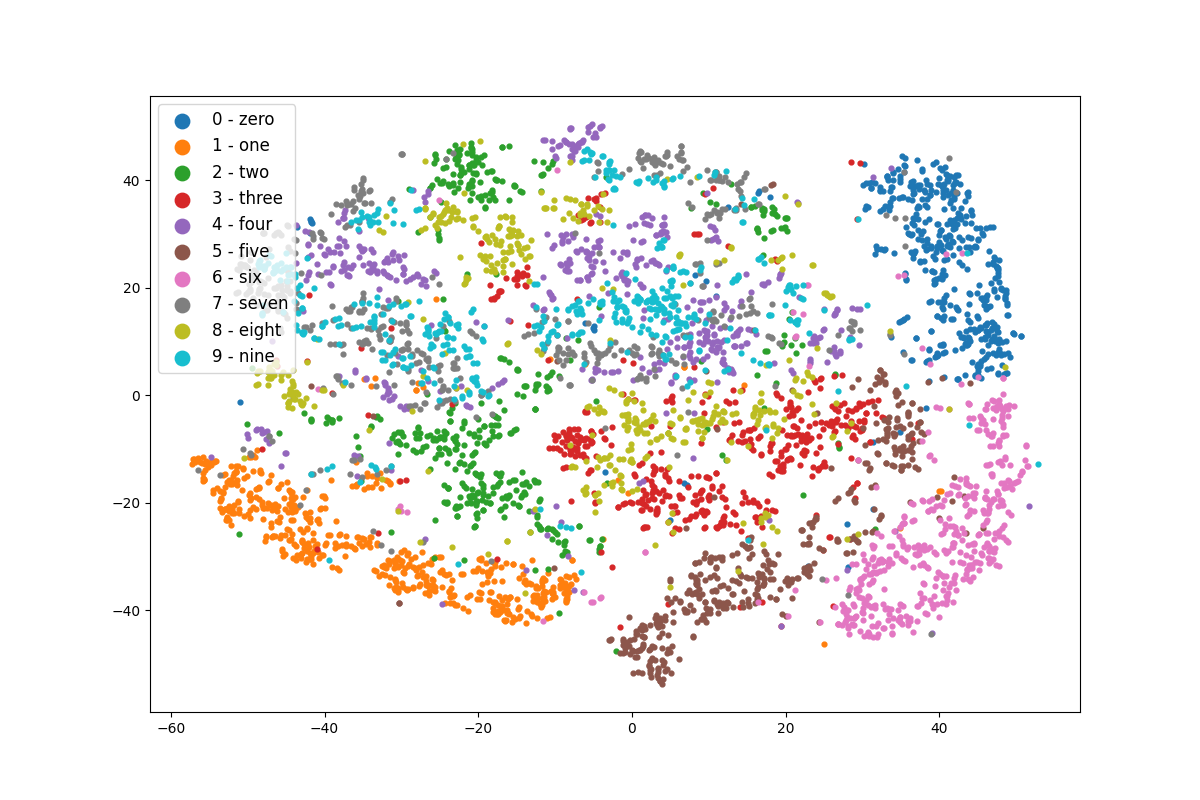 0 - zero
1 - one
2 - two
3 - three
4 - four
5 - five
6 - six
7 - seven
8 - eight
9 - nine
40
20
0
−20
−40
−60
−40
−20
0
20
40